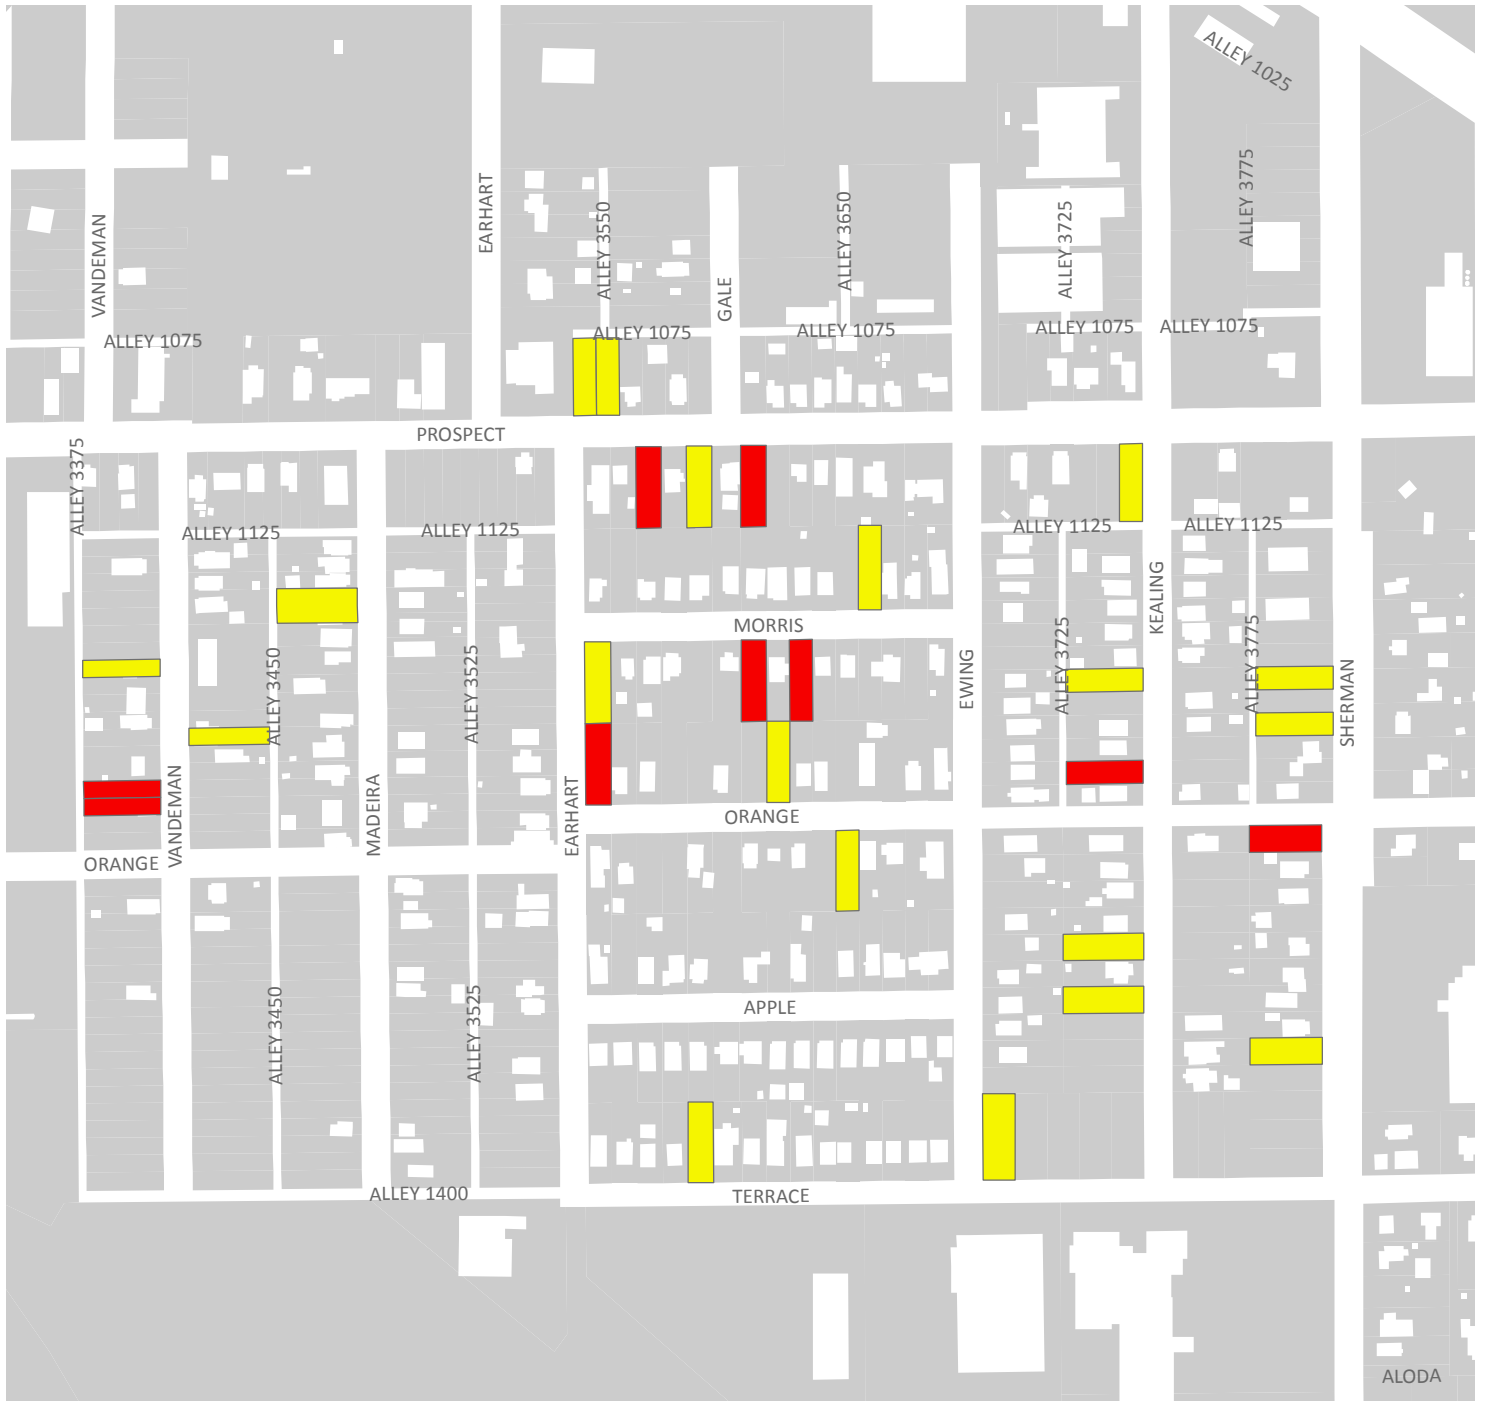 ALLEY 1025
ALLEY 3775
EARHART
ALLEY 3550
ALLEY 3650
ALLEY 3725
VANDEMAN
GALE
ALLEY 1075
ALLEY 1075
ALLEY 1075
ALLEY 1075
ALLEY 1075
PROSPECT
ALLEY 3375
ALLEY 1125
ALLEY 1125
ALLEY 1125
ALLEY 1125
KEALING
MORRIS
ALLEY 3450
ALLEY 3525
EWING
ALLEY 3725
ALLEY 3775
SHERMAN
VANDEMAN
MADEIRA
EARHART
ORANGE
ORANGE
ALLEY 3450
ALLEY 3525
APPLE
ALLEY 1400
TERRACE
ALODA